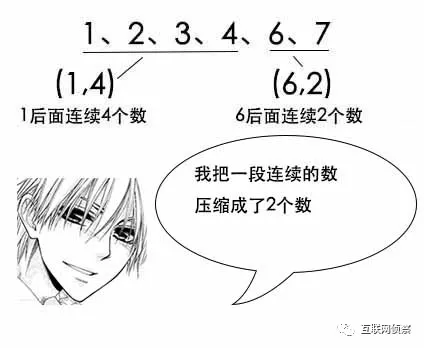 1、2、3、4、6、7
(1,4) (6,2)
1后面连续4个数 6后面连续2个数
我把一段连续的数
压缩成了2个数
互联网侦察